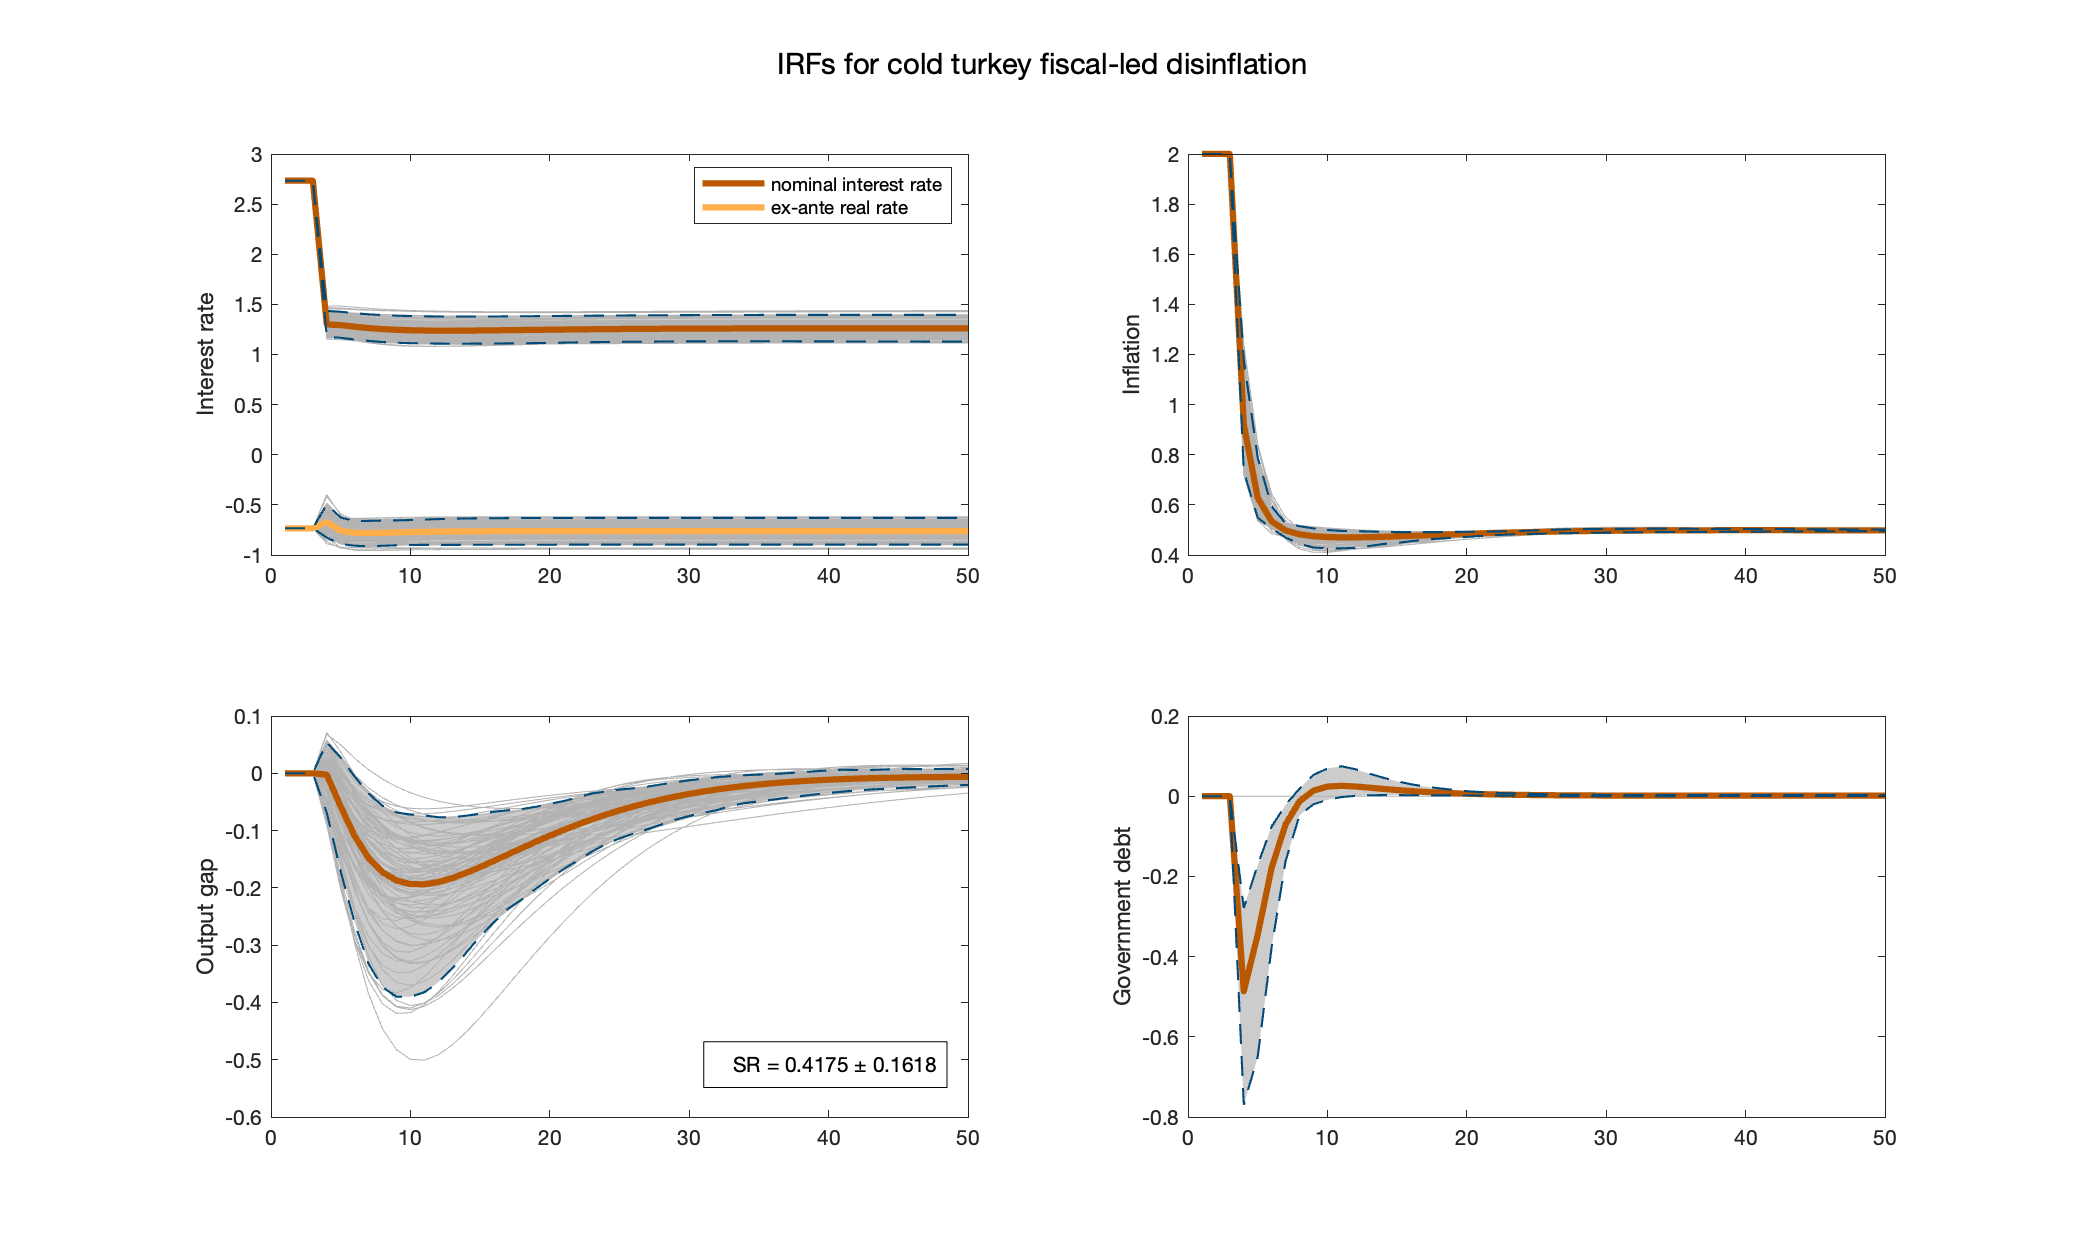 IRFs for cold turkey fiscal-led disinflation
Interest rate
3
2.5
2
1.5
1
0.5
0
-0.5
-1
0 10 20 30 40 50
nominal interest rate
ex-ante real rate
Inflation
2
1.8
1.6
1.4
1.2
1
0.8
0.6
0.4
0 10 20 30 40 50
Output gap
0.1
0
-0.1
-0.2
-0.3
-0.4
-0.5
-0.6
0 10 20 30 40 50
SR = 0.4175 ± 0.1618
Government debt
0.2
0
-0.2
-0.4
-0.6
-0.8
0 10 20 30 40 50